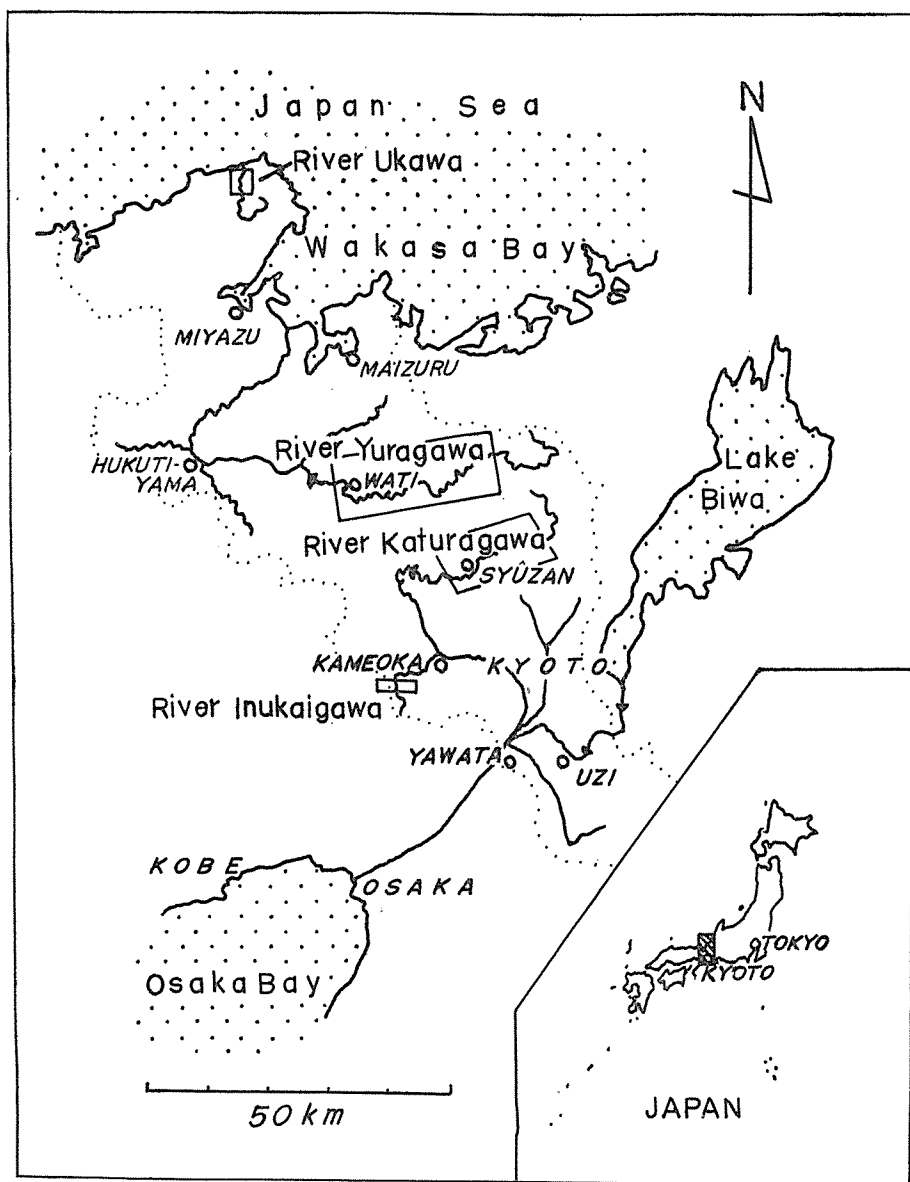 Japan Sea
N
River Ukawa
Wakasa Bay
MIYAZU
MAIZURU
River Yuragawa
HUKUTI-
YAMA
WATI
Lake
Biwa
River Katuragawa
SYŪZAN
KAMEOKA
KYOTO
River Inukaigawa
YAWATA
UZI
KOBE
OSAKA
Osaka Bay
50 km
TOKYO
KYOTO
JAPAN